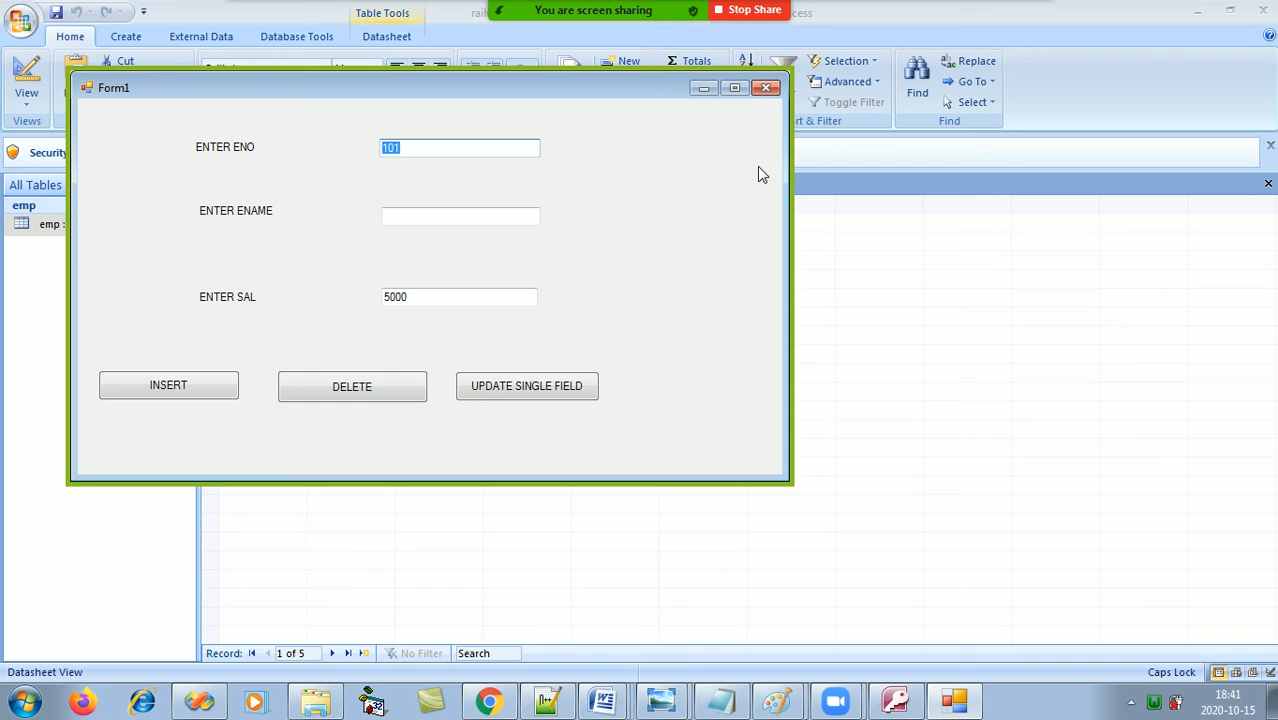 Table Tools
rail
You are screen sharing
Stop Share
cess
Home
Create
External Data
Database Tools
Datasheet
View
Views
Cut
New
Totals
Selection
Advanced
Toggle Filter
& Filter
Find
Replace
Go To
Select
Find
Security
All Tables
emp
emp :
Form1
ENTER ENO
101
ENTER ENAME
ENTER SAL
5000
INSERT
DELETE
UPDATE SINGLE FIELD
Record:
1 of 5
No Filter
Search
Datasheet View
Caps Lock
18:41
2020-10-15